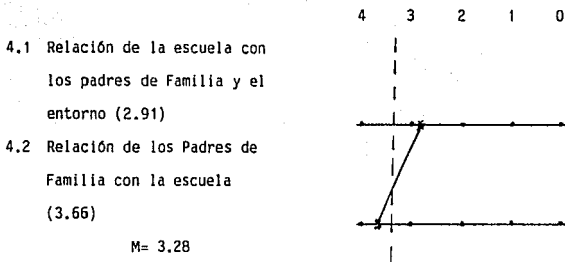 4 3 2 1 0
4.1 Relación de la escuela con
los padres de Familia y el
entorno (2.91)
4.2 Relación de los Padres de
Familia con la escuela
(3.66)
M= 3.28